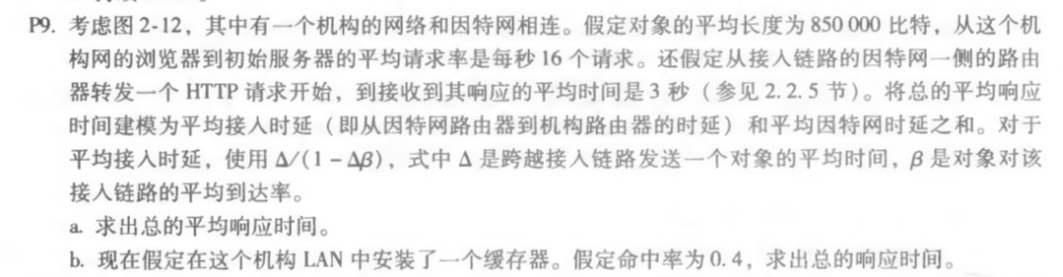 P9. 考虑图 2-12，其中有一个机构的网络和因特网相连。假定对象的平均长度为 850 000 比特，从这个机
构网的浏览器到初始服务器的平均请求率是每秒 16 个请求。还假定从接入链路的因特网一侧的路由
器转发一个 HTTP 请求开始，到接收到其响应的平均时间是 3 秒（参见 2.2.5 节）。将总的平均响应
时间建模为平均接入时延（即从因特网路由器到机构路由器的时延）和平均因特网时延之和。对于
平均接入时延，使用 Δ/(1 - Δβ)，式中 Δ 是跨越接入链路发送一个对象的平均时间，β 是对象对该
接入链路的平均到达率。
a. 求出总的平均响应时间。
b. 现在假定在这个机构 LAN 中安装了一个缓存器。假定命中率为 0.4，求出总的响应时间。